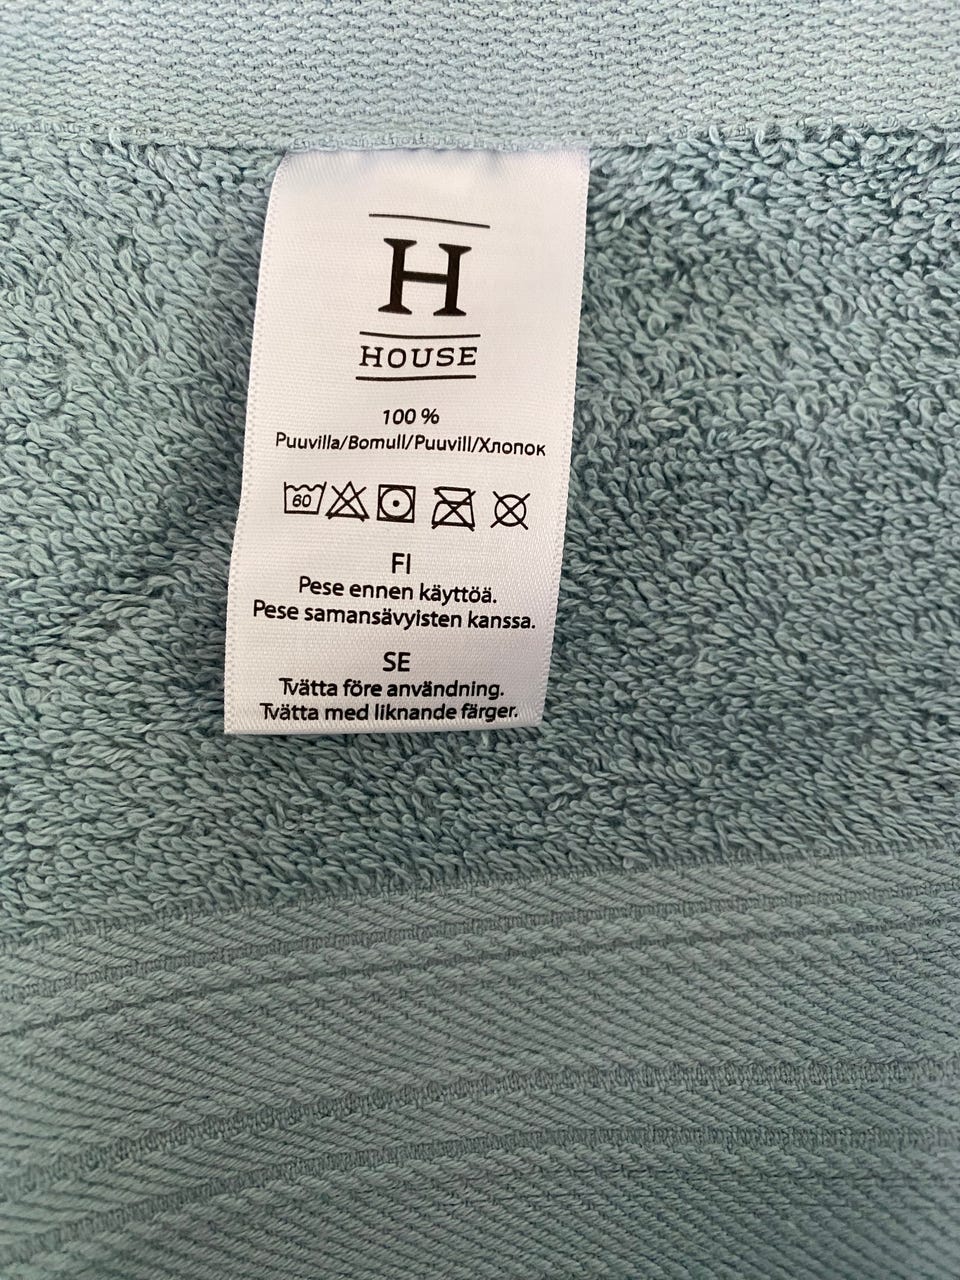 H
HOUSE
100 %
Puuvilla/Bomull/Puuvill/Хлопок
60
FI
Pese ennen käyttöä.
Pese samansävyisten kanssa.
SE
Tvätta före användning.
Tvätta med liknande färger.